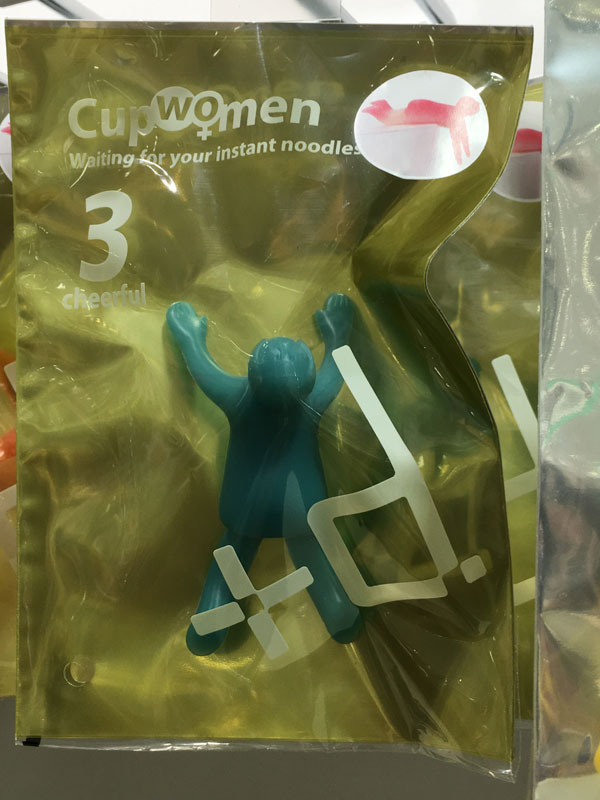 Cupwomen
Waiting for your instant noodles
3
cheerful
+d.